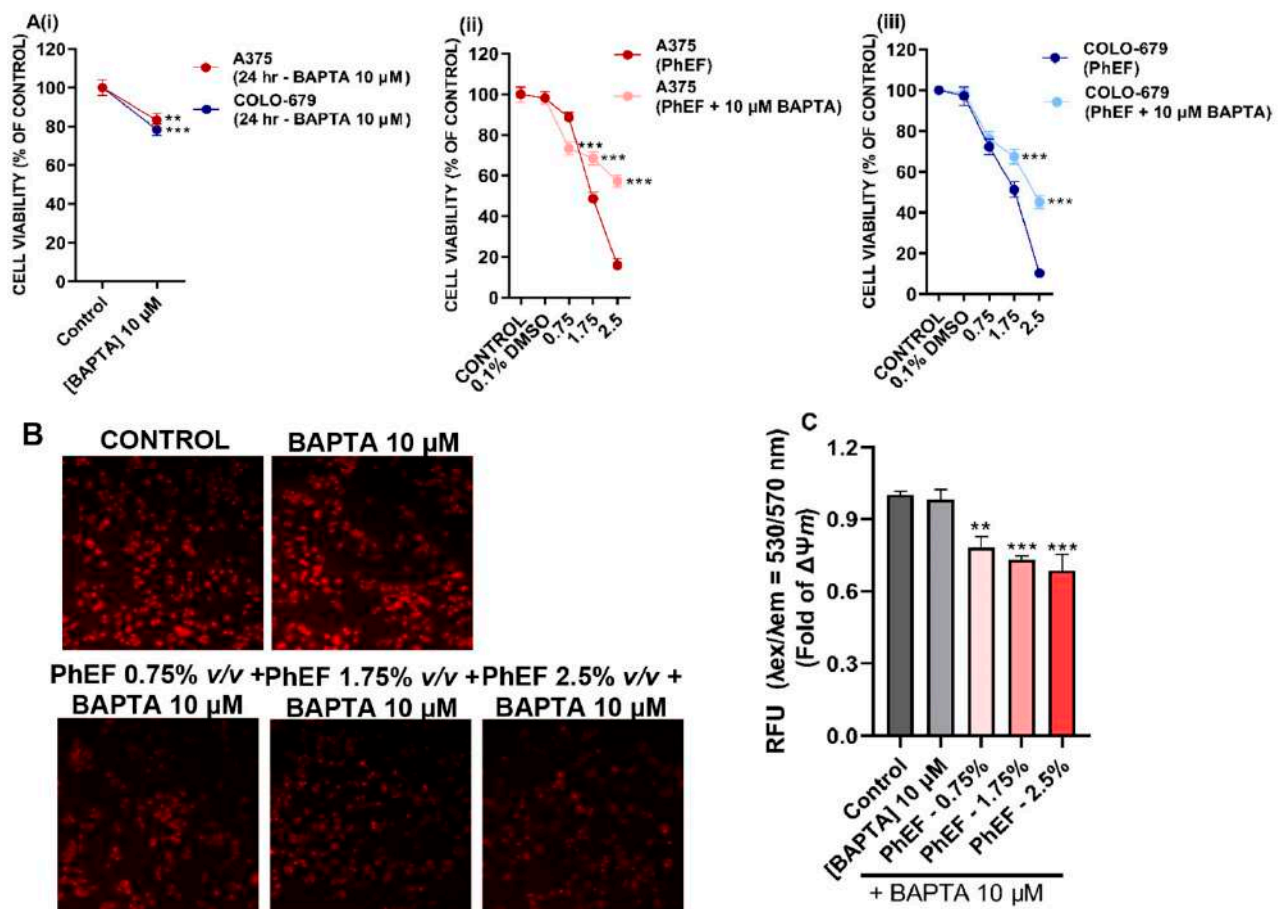 A(i)
CELL VIABILITY (% OF CONTROL)
120
100
80
60
40
20
0
**
***
Control
[BAPTA] 10 µM
A375
(24 hr - BAPTA 10 µM)
COLO-679
(24 hr - BAPTA 10 µM)
(ii)
CELL VIABILITY (% OF CONTROL)
120
100
80
60
40
20
0
***
***
***
CONTROL
0.1% DMSO
0.75
1.75
2.5
A375
(PhEF)
A375
(PhEF + 10 µM BAPTA)
(iii)
CELL VIABILITY (% OF CONTROL)
120
100
80
60
40
20
0
***
***
CONTROL
0.1% DMSO
0.75
1.75
2.5
COLO-679
(PhEF)
COLO-679
(PhEF + 10 µM BAPTA)
B
CONTROL
BAPTA 10 µM
PhEF 0.75% v/v +PhEF 1.75% v/v +PhEF 2.5% v/v +
BAPTA 10 µM BAPTA 10 µM BAPTA 10 µM
C
RFU (λex/λem = 530/570 nm)
(Fold of ΔΨm)
1.2
0.9
0.6
0.3
0.0
**
***
***
Control
[BAPTA] 10 µM
PhEF - 0.75%
PhEF - 1.75%
PhEF - 2.5%
+ BAPTA 10 µM